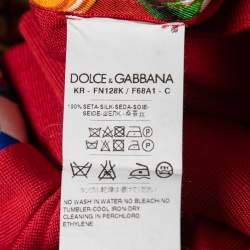 DOLCE & GABBANA
KR - FN128K / F68A1 - C
100% SETA-SILK-SEDA-SOIE-
NO WASH IN WATER NO BLEACH NO
TUMBLER-COOL IRON DRY
CLEANING IN PERCHLORO
ETHYLENE